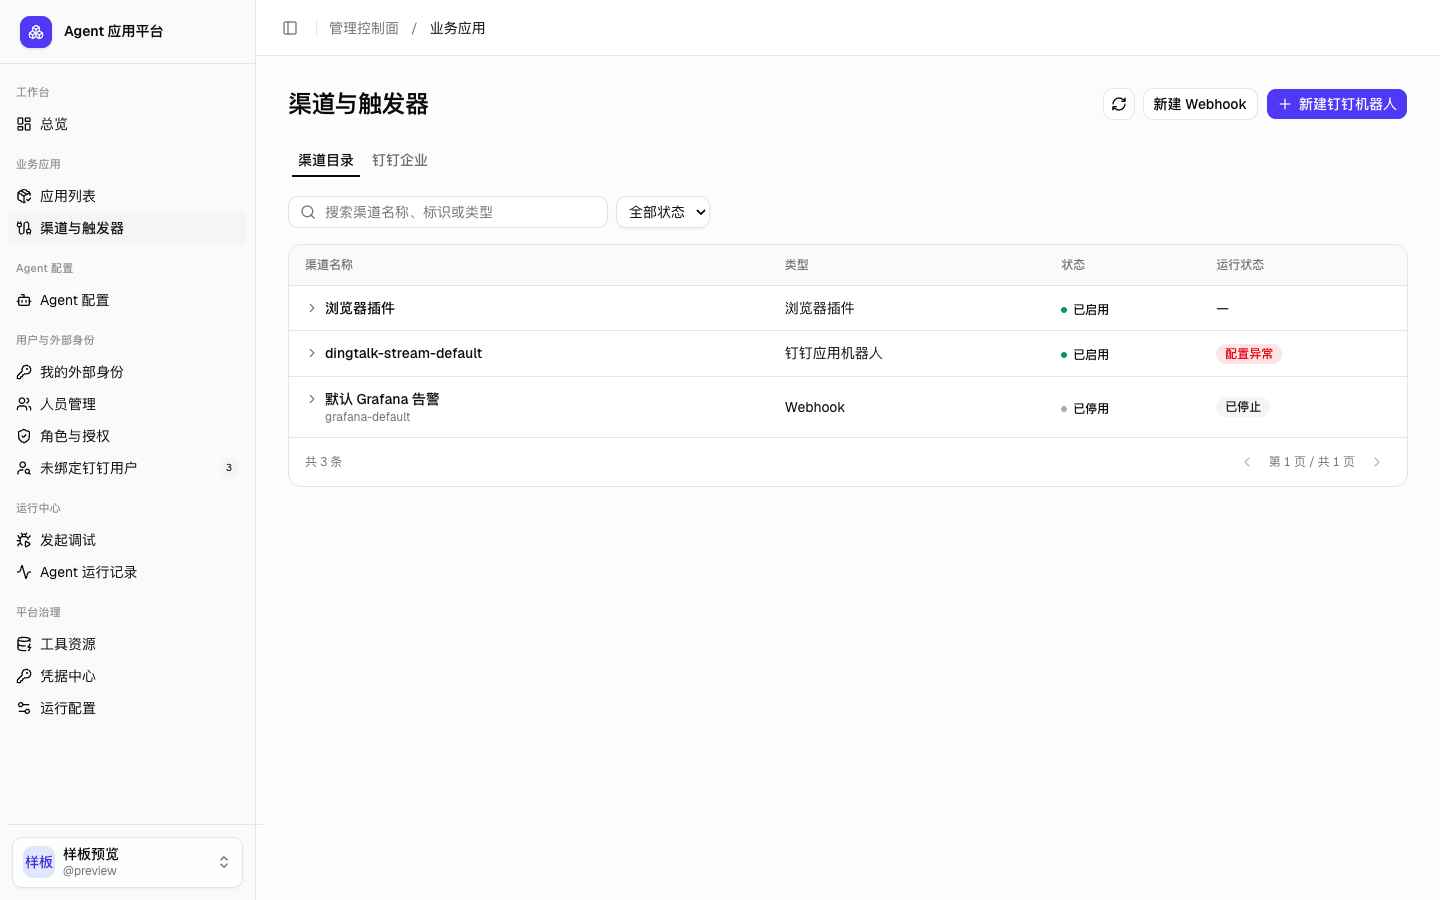 Agent 应用平台
工作台
总览
业务应用
应用列表
渠道与触发器
Agent 配置
Agent 配置
用户与外部身份
我的外部身份
人员管理
角色与授权
未绑定钉钉用户 3
运行中心
发起调试
Agent 运行记录
平台治理
工具资源
凭据中心
运行配置
样板 样板预览
@preview
管理控制面 / 业务应用
渠道与触发器
新建 Webhook
新建钉钉机器人
渠道目录 钉钉企业
搜索渠道名称、标识或类型 全部状态
渠道名称 类型 状态 运行状态
浏览器插件 浏览器插件 已启用 —
dingtalk-stream-default 钉钉应用机器人 已启用 配置异常
默认 Grafana 告警 Webhook 已停用 已停止
grafana-default
共 3 条 第 1 页 / 共 1 页